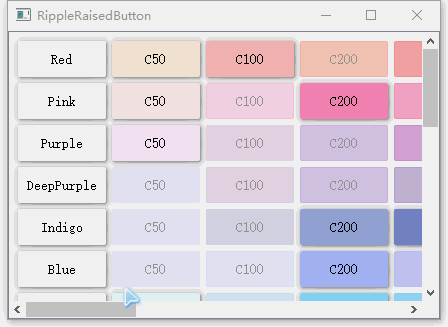 RippleRaisedButton
Red C50 C100 C200
Pink C50 C100 C200
Purple C50 C100 C200
DeepPurple C50 C100 C200
Indigo C50 C100 C200
Blue C50 C100 C200